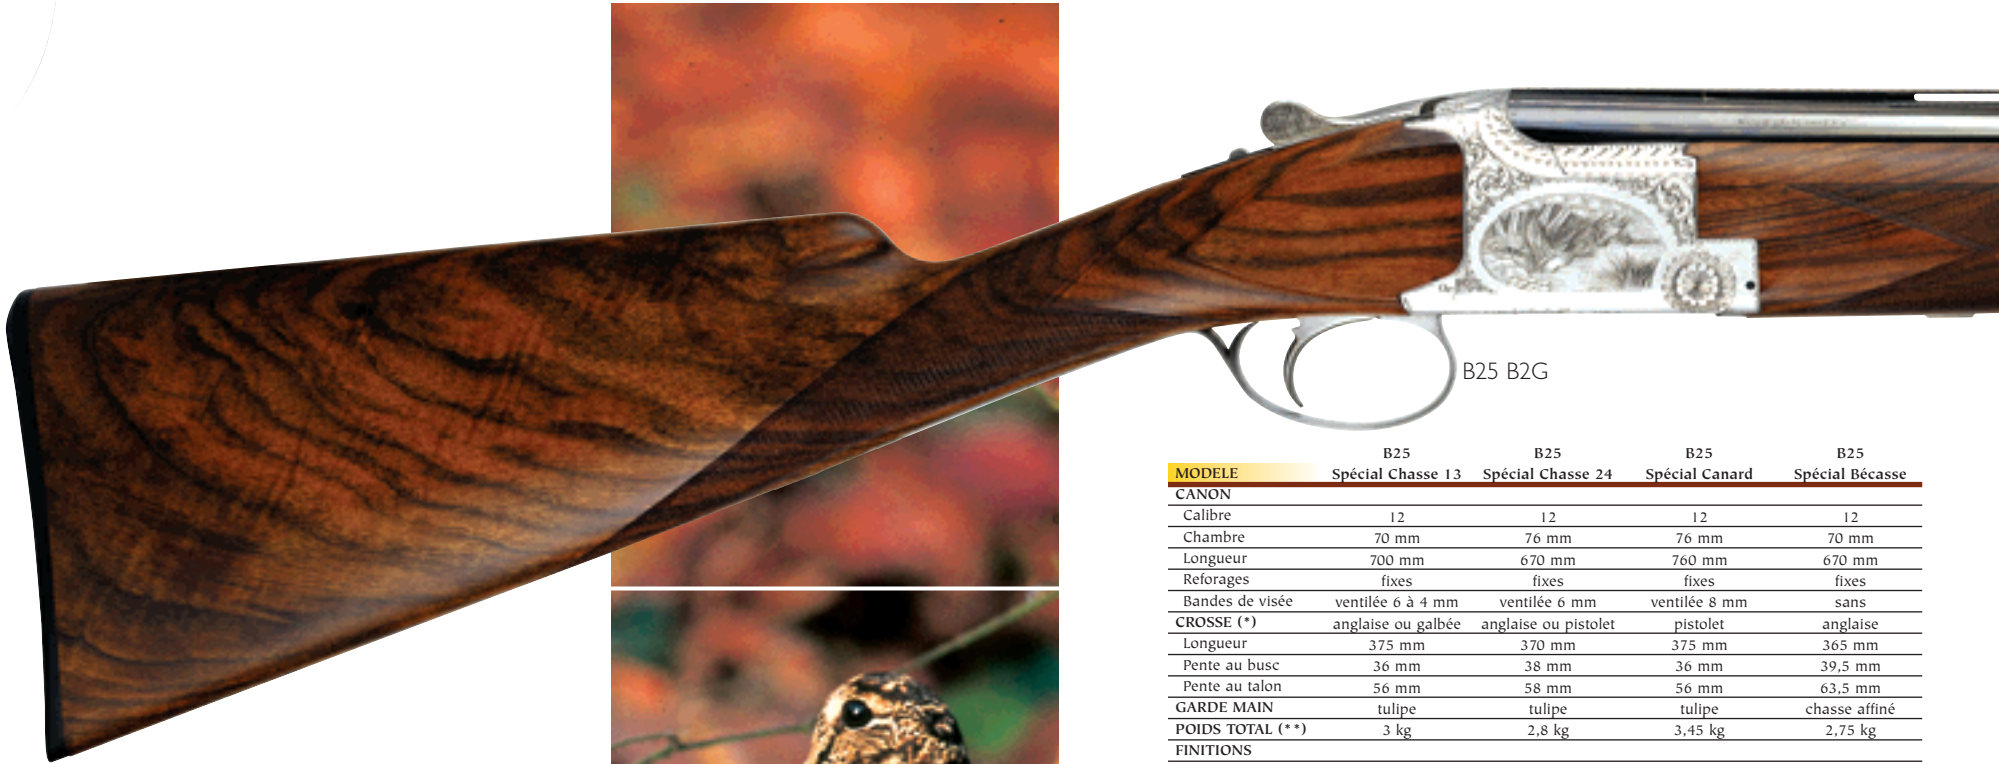 B25 B2G
B25 B25 B25 B25
MODELE Spécial Chasse 13 Spécial Chasse 24 Spécial Canard Spécial Bécasse
CANON
Calibre 12 12 12 12
Chambre 70 mm 76 mm 76 mm 70 mm
Longueur 700 mm 670 mm 760 mm 670 mm
Reforages fixes fixes fixes fixes
Bandes de visée ventilée 6 à 4 mm ventilée 6 mm ventilée 8 mm sans
CROSSE (*) anglaise ou galbée anglaise ou pistolet pistolet anglaise
Longueur 375 mm 370 mm 375 mm 365 mm
Pente au busc 36 mm 38 mm 36 mm 39,5 mm
Pente au talon 56 mm 58 mm 56 mm 63,5 mm
GARDE MAIN tulipe tulipe tulipe chasse affiné
POIDS TOTAL (**) 3 kg 2,8 kg 3,45 kg 2,75 kg
FINITIONS